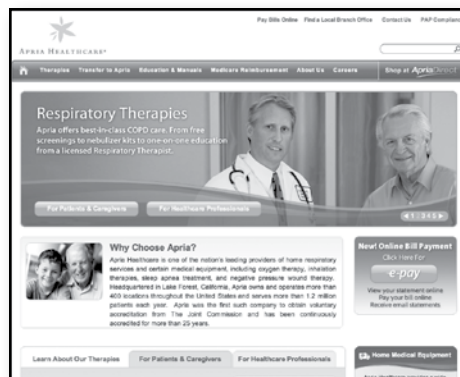 Pay Bills Online Find a Local Branch Office Contact Us PAP Complianc
APRIA HEALTHCARE
Therapies Transfer to Apria Education & Manuals Medicare Reimbursement About Us Careers
Shop at ApriaDirect
Respiratory Therapies
Apria offers best-in-class COPD care. From free
screenings to nebulizer kits to one-on-one education
from a licensed Respiratory Therapist.
For Patients & Caregivers For Healthcare Professionals
1 2 3 4 5
Why Choose Apria?
Apria Healthcare is one of the nation's leading providers of home respiratory
services and certain medical equipment, including oxygen therapy, inhalation
therapies, sleep apnea treatment, and negative pressure wound therapy.
Headquartered in Lake Forest, California, Apria owns and operates more than
400 locations throughout the United States and serves more than 1.2 million
patients each year. Apria was the first such company to obtain voluntary
accreditation from The Joint Commission and has been continuously
accredited for more than 25 years.
New! Online Bill Payment
Click Here For
e-pay
View your statement online
Pay your bill online
Receive email statements
Learn About Our Therapies For Patients & Caregivers For Healthcare Professionals
Home Medical Equipment